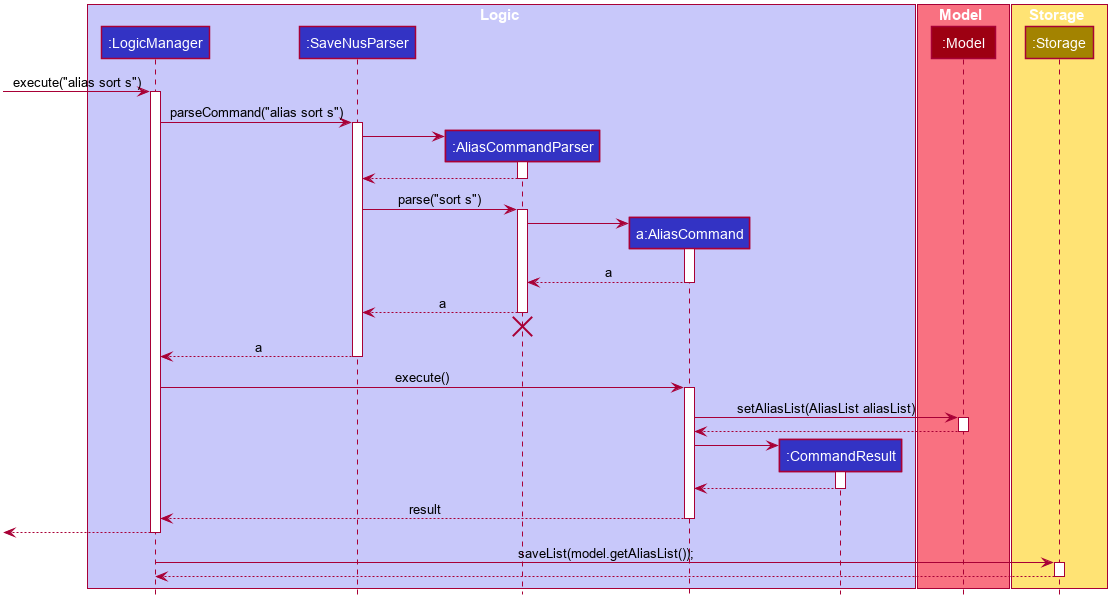 Logic
Model
Storage
:LogicManager
:SaveNusParser
:Model
:Storage
execute("alias sort s")
parseCommand("alias sort s")
:AliasCommandParser
parse("sort s")
a:AliasCommand
a
a
a
execute()
setAliasList(AliasList aliasList)
:CommandResult
result
saveList(model.getAliasList());